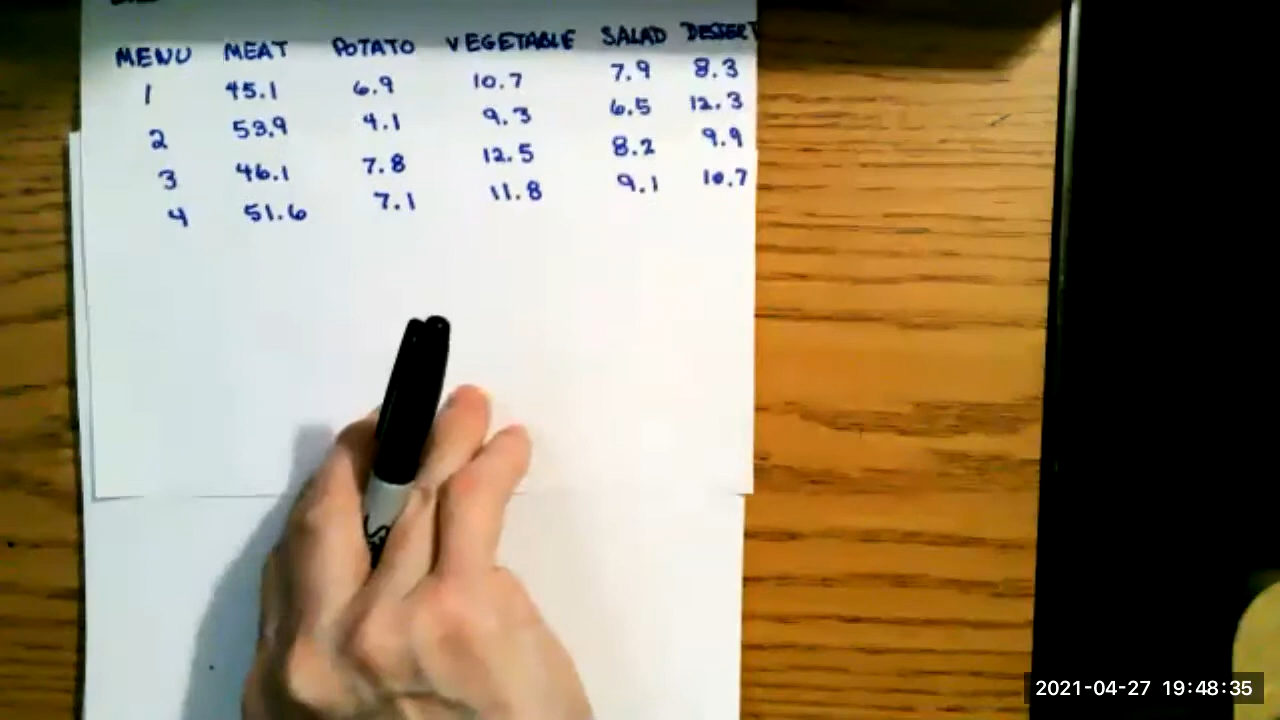 MENU MEAT POTATO VEGETABLE SALAD DESSERT
1 45.1 6.9 10.7 7.9 8.3
2 53.9 4.1 9.3 6.5 12.3
3 46.1 7.8 12.5 8.2 9.9
4 51.6 7.1 11.8 9.1 10.7
2021-04-27 19:48:35